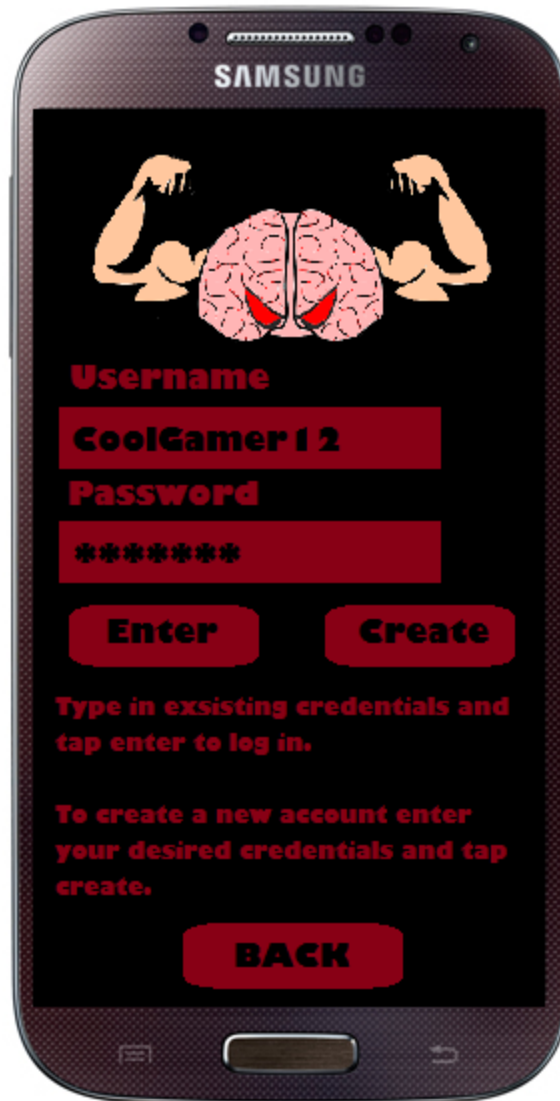 SAMSUNG
Username
CoolGamer12
Password
*******
Enter Create
Type in exsisting credentials and
tap enter to log in.
To create a new account enter
your desired credentials and tap
create.
BACK